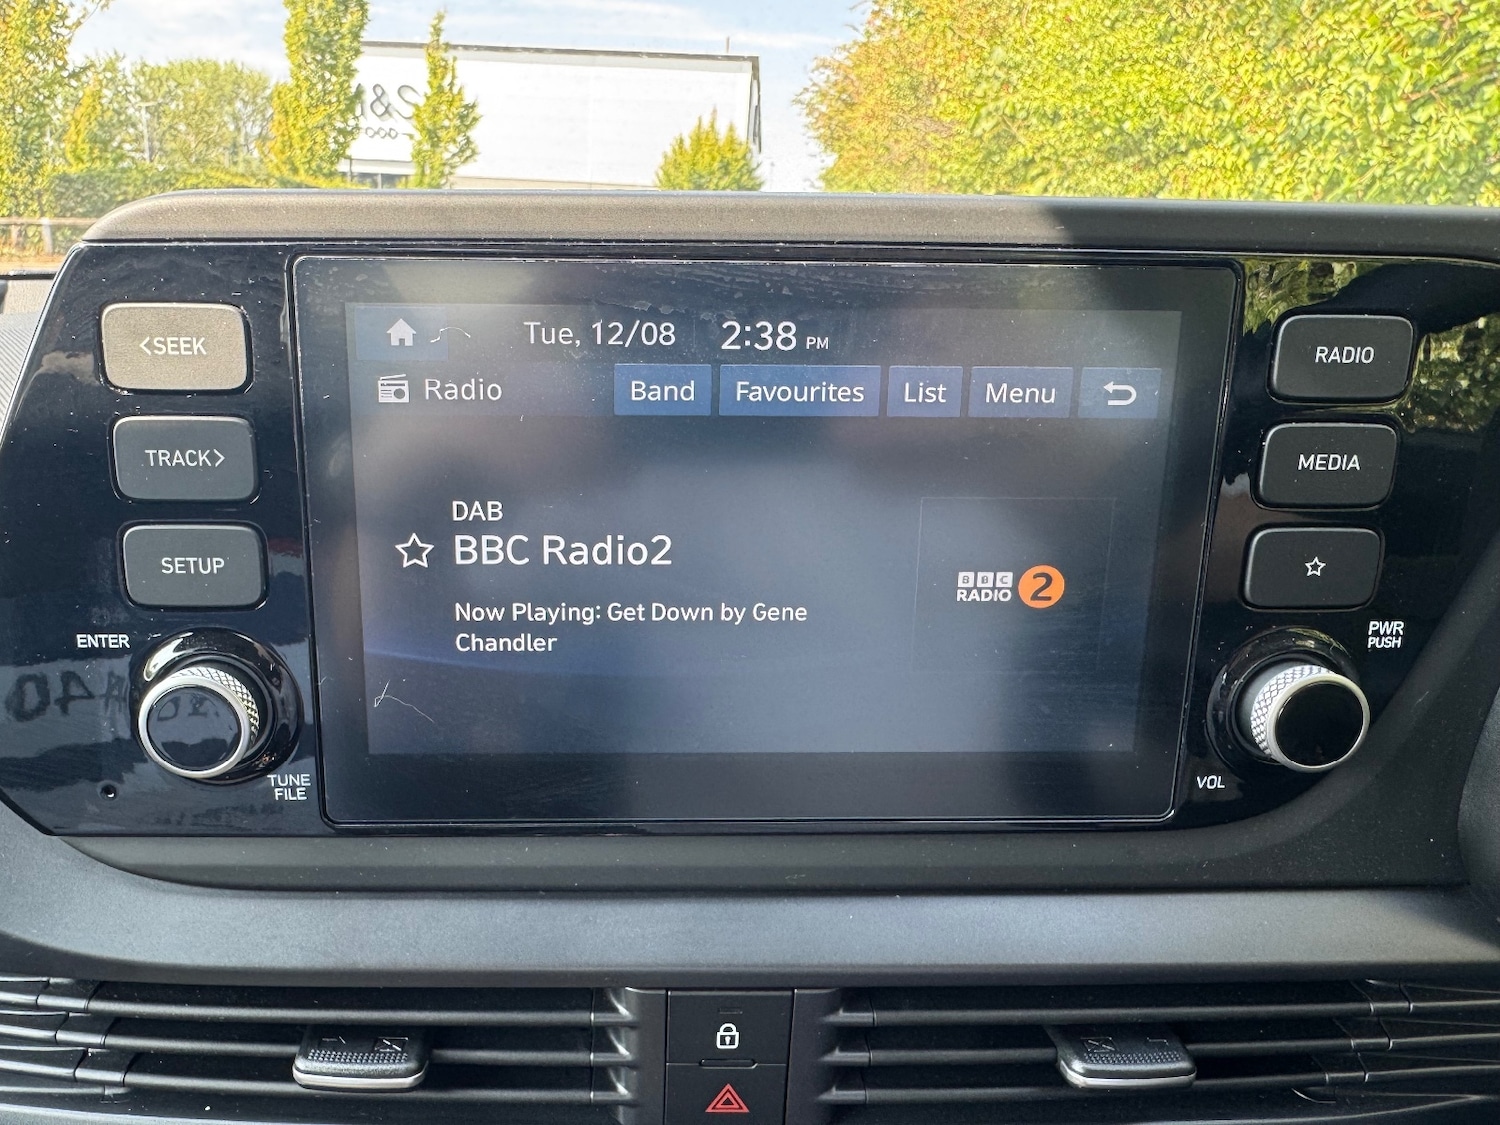 Tue, 12/08 2:38 PM
Radio Band Favourites List Menu
DAB
BBC Radio2
Now Playing: Get Down by Gene
Chandler
BBC
RADIO 2
<SEEK
TRACK>
SETUP
ENTER
TUNE
FILE
RADIO
MEDIA
PWR
PUSH
VOL